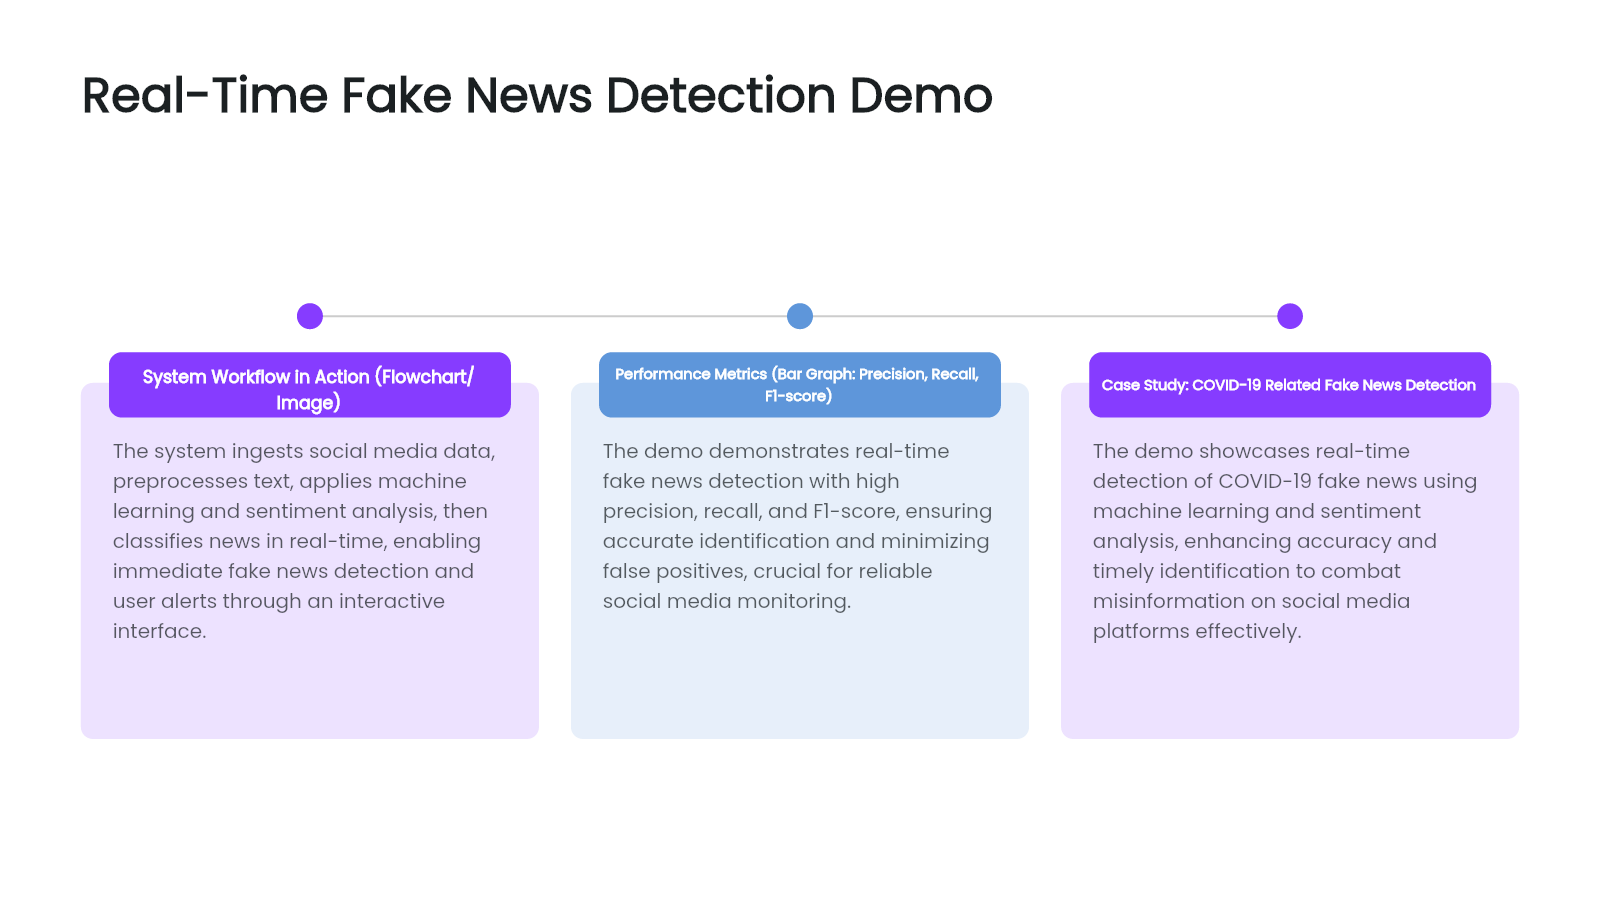 Real-Time Fake News Detection Demo
System Workflow in Action (Flowchart/
Image)
The system ingests social media data,
preprocesses text, applies machine
learning and sentiment analysis, then
classifies news in real-time, enabling
immediate fake news detection and
user alerts through an interactive
interface.
Performance Metrics (Bar Graph: Precision, Recall,
F1-score)
The demo demonstrates real-time
fake news detection with high
precision, recall, and F1-score, ensuring
accurate identification and minimizing
false positives, crucial for reliable
social media monitoring.
Case Study: COVID-19 Related Fake News Detection
The demo showcases real-time
detection of COVID-19 fake news using
machine learning and sentiment
analysis, enhancing accuracy and
timely identification to combat
misinformation on social media
platforms effectively.